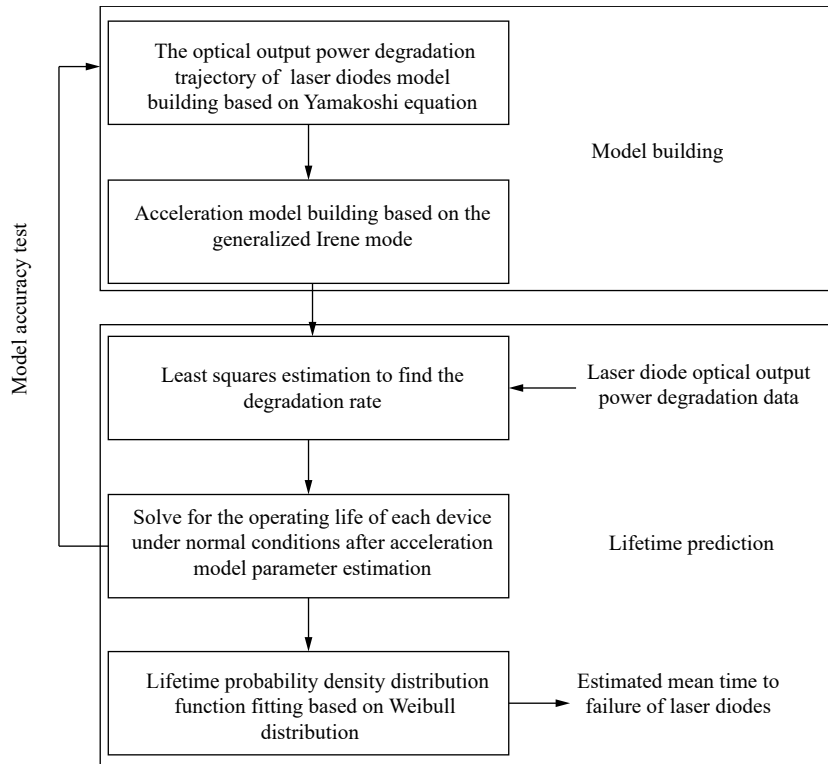 The optical output power degradation
trajectory of laser diodes model
building based on Yamakoshi equation
Model building
Acceleration model building based on the
generalized Irene mode
Model accuracy test
Least squares estimation to find the
degradation rate
Laser diode optical output
power degradation data
Solve for the operating life of each device
under normal conditions after acceleration
model parameter estimation
Lifetime prediction
Lifetime probability density distribution
function fitting based on Weibull
distribution
Estimated mean time to
failure of laser diodes